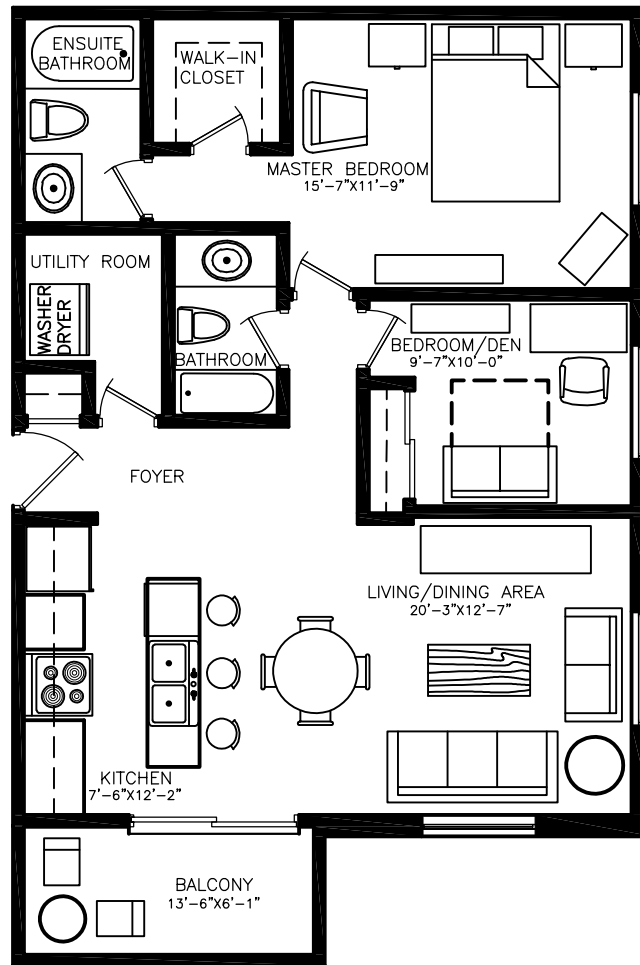 ENSUITE
BATHROOM
WALK-IN
CLOSET
MASTER BEDROOM
15'-7"X11'-9"
UTILITY ROOM
WASHER
DRYER
BATHROOM
BEDROOM/DEN
9'-7"X10'-0"
FOYER
LIVING/DINING AREA
20'-3"X12'-7"
KITCHEN
7'-6"X12'-2"
BALCONY
13'-6"X6'-1"